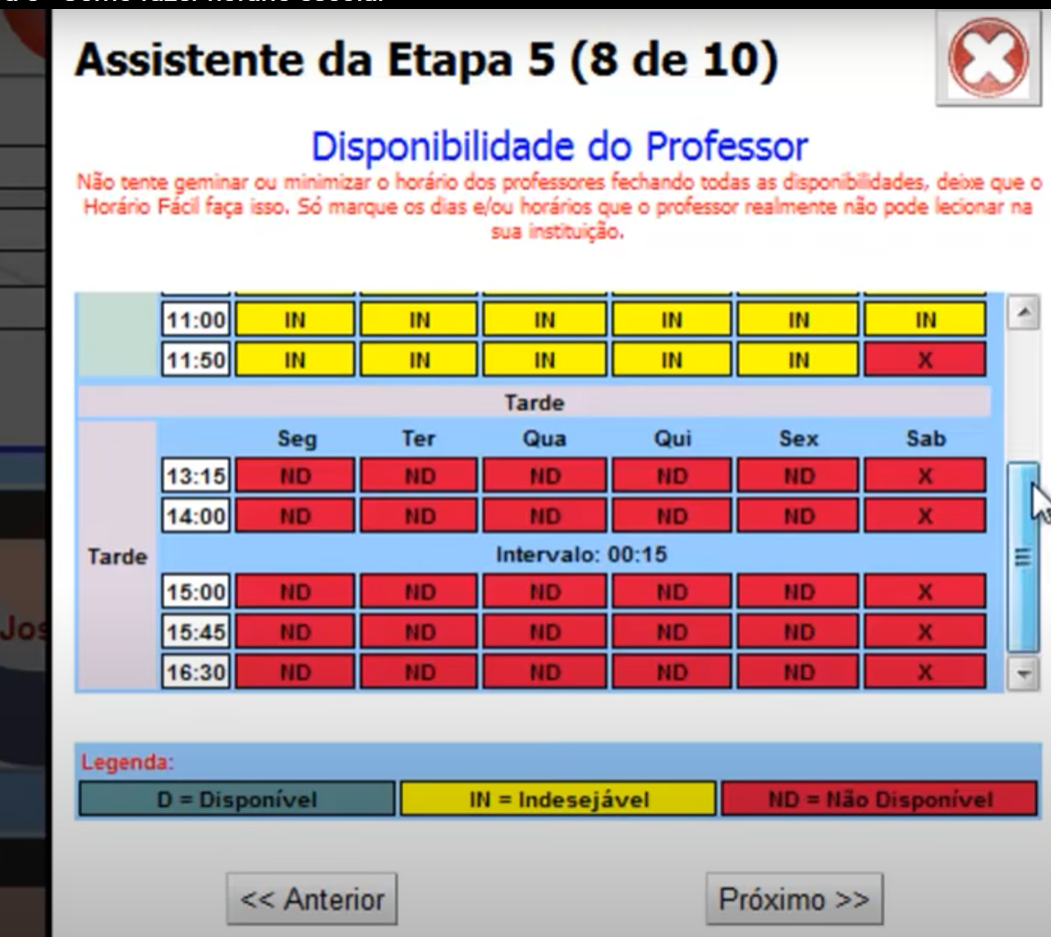 Assistente da Etapa 5 (8 de 10)
Disponibilidade do Professor
Não tente geminar ou minimizar o horário dos professores fechando todas as disponibilidades, deixe que o
Horário Fácil faça isso. Só marque os dias e/ou horários que o professor realmente não pode lecionar na
sua instituição.
11:00 IN IN IN IN IN IN
11:50 IN IN IN IN IN X
Tarde
Seg Ter Qua Qui Sex Sab
13:15 ND ND ND ND ND X
14:00 ND ND ND ND ND X
Tarde
Intervalo: 00:15
15:00 ND ND ND ND ND X
15:45 ND ND ND ND ND X
16:30 ND ND ND ND ND X
Jos
Legenda:
D = Disponível IN = Indesejável ND = Não Disponível
<< Anterior Próximo >>